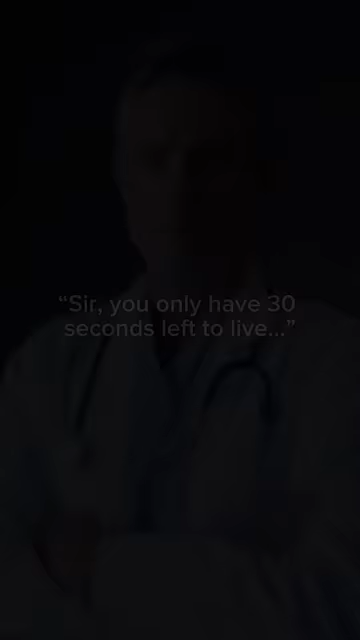 “Sir, you only have 30
seconds left to live...”